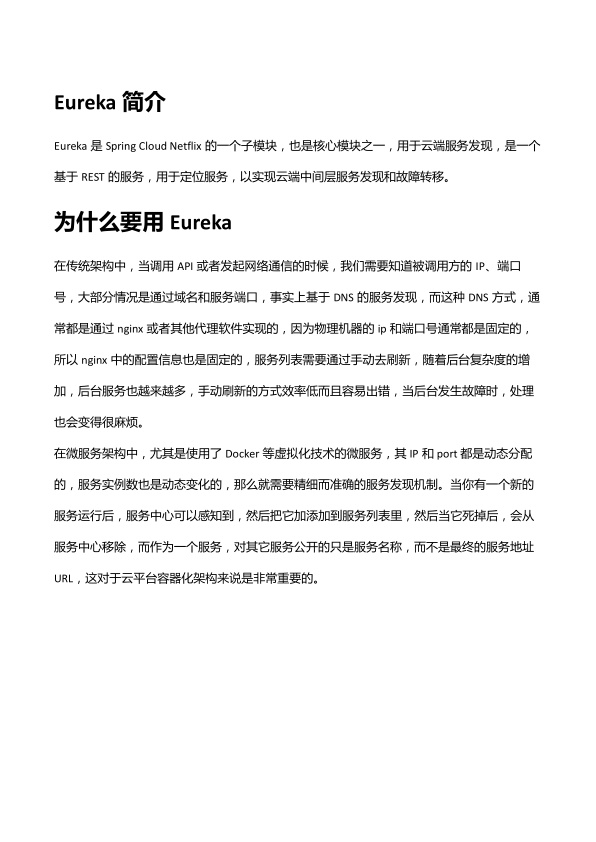 Eureka 简介
Eureka 是 Spring Cloud Netflix 的一个子模块，也是核心模块之一，用于云端服务发现，是一个
基于 REST 的服务，用于定位服务，以实现云端中间层服务发现和故障转移。
为什么要用 Eureka
在传统架构中，当调用 API 或者发起网络通信的时候，我们需要知道被调用方的 IP、端口
号，大部分情况是通过域名和服务端口，事实上基于 DNS 的服务发现，而这种 DNS 方式，通
常都是通过 nginx 或者其他代理软件实现的，因为物理机器的 ip 和端口号通常都是固定的，
所以 nginx 中的配置信息也是固定的，服务列表需要通过手动去刷新，随着后台复杂度的增
加，后台服务也越来越多，手动刷新的方式效率低而且容易出错，当后台发生故障时，处理
也会变得很麻烦。
在微服务架构中，尤其是使用了 Docker 等虚拟化技术的微服务，其 IP 和 port 都是动态分配
的，服务实例数也是动态变化的，那么就需要精细而准确的服务发现机制。当你有一个新的
服务运行后，服务中心可以感知到，然后把它加添加到服务列表里，然后当它死掉后，会从
服务中心移除，而作为一个服务，对其它服务公开的只是服务名称，而不是最终的服务地址
URL，这对于云平台容器化架构来说是非常重要的。